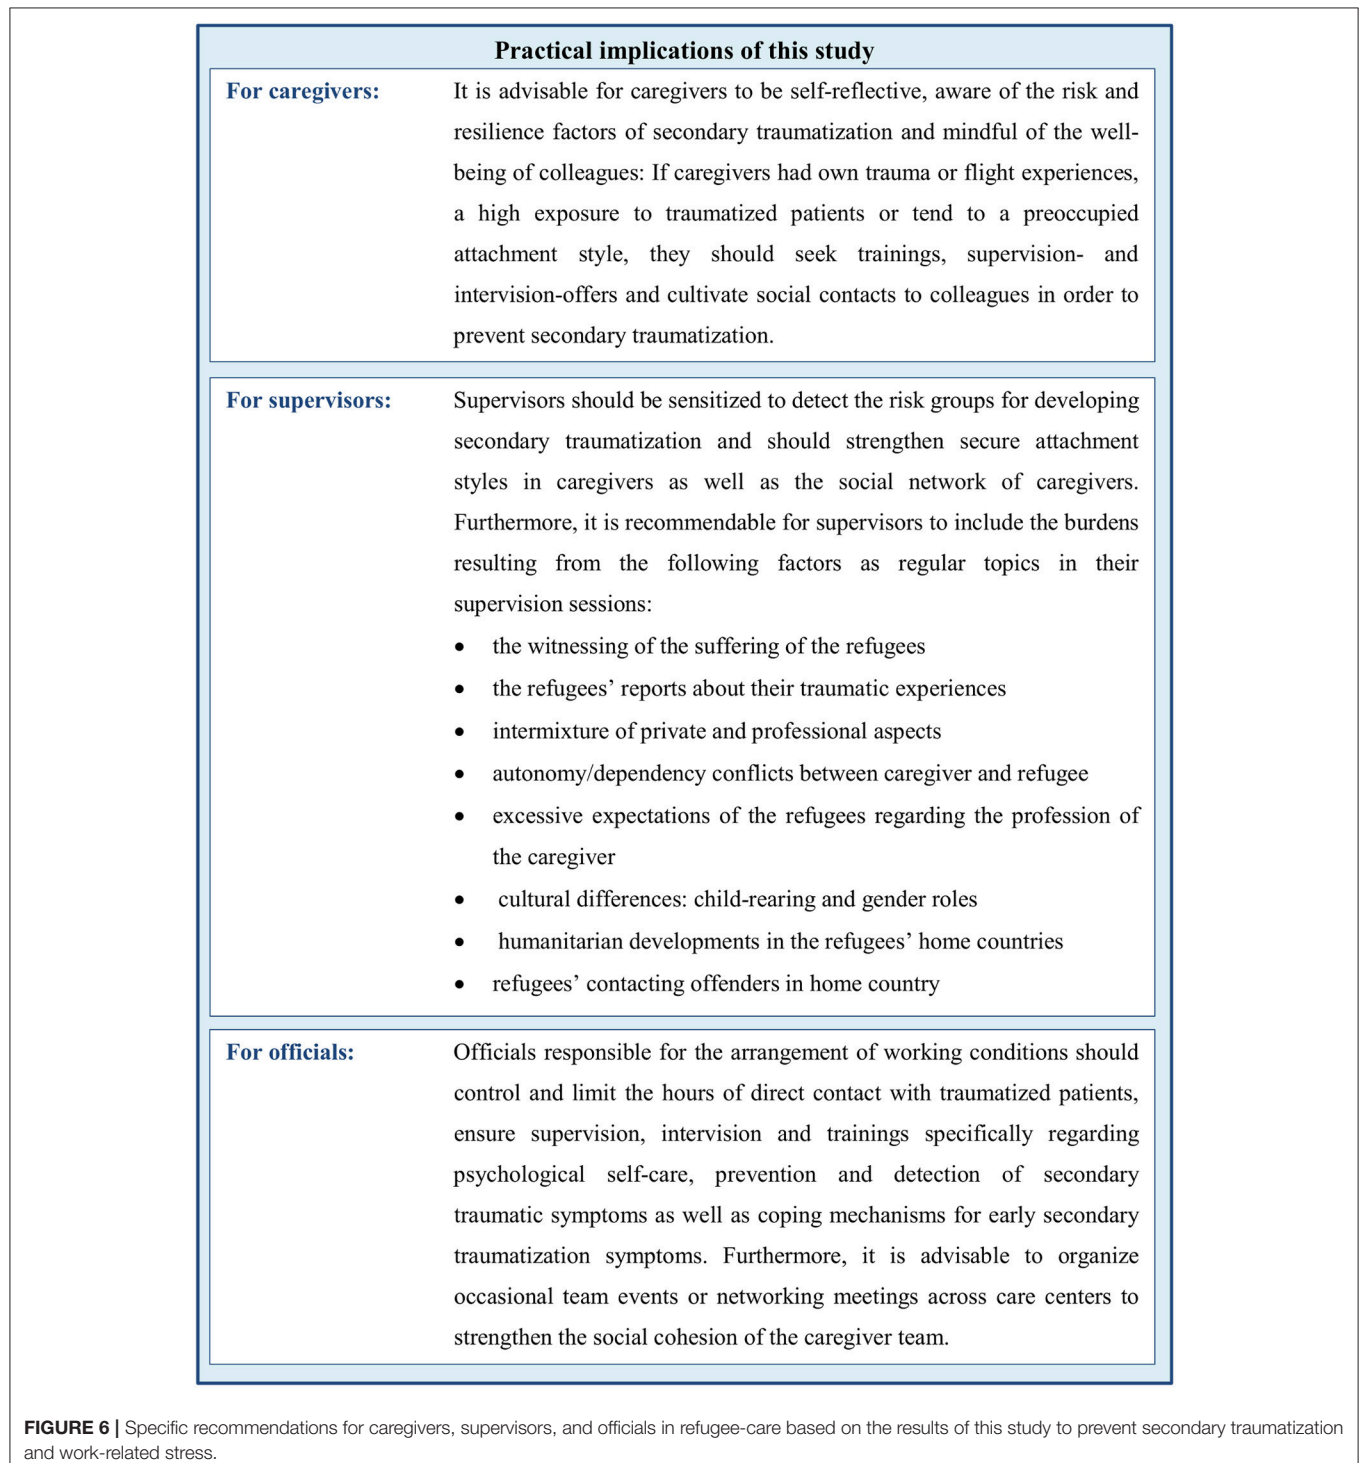 Practical implications of this study
For caregivers:
It is advisable for caregivers to be self-reflective, aware of the risk and
resilience factors of secondary traumatization and mindful of the well-
being of colleagues: If caregivers had own trauma or flight experiences,
a high exposure to traumatized patients or tend to a preoccupied
attachment style, they should seek trainings, supervision- and
intervision-offers and cultivate social contacts to colleagues in order to
prevent secondary traumatization.
For supervisors:
Supervisors should be sensitized to detect the risk groups for developing
secondary traumatization and should strengthen secure attachment
styles in caregivers as well as the social network of caregivers.
Furthermore, it is recommendable for supervisors to include the burdens
resulting from the following factors as regular topics in their
supervision sessions:
• the witnessing of the suffering of the refugees
• the refugees’ reports about their traumatic experiences
• intermixture of private and professional aspects
• autonomy/dependency conflicts between caregiver and refugee
• excessive expectations of the refugees regarding the profession of
the caregiver
• cultural differences: child-rearing and gender roles
• humanitarian developments in the refugees’ home countries
• refugees’ contacting offenders in home country
For officials:
Officials responsible for the arrangement of working conditions should
control and limit the hours of direct contact with traumatized patients,
ensure supervision, intervision and trainings specifically regarding
psychological self-care, prevention and detection of secondary
traumatic symptoms as well as coping mechanisms for early secondary
traumatization symptoms. Furthermore, it is advisable to organize
occasional team events or networking meetings across care centers to
strengthen the social cohesion of the caregiver team.
FIGURE 6 | Specific recommendations for caregivers, supervisors, and officials in refugee-care based on the results of this study to prevent secondary traumatization
and work-related stress.